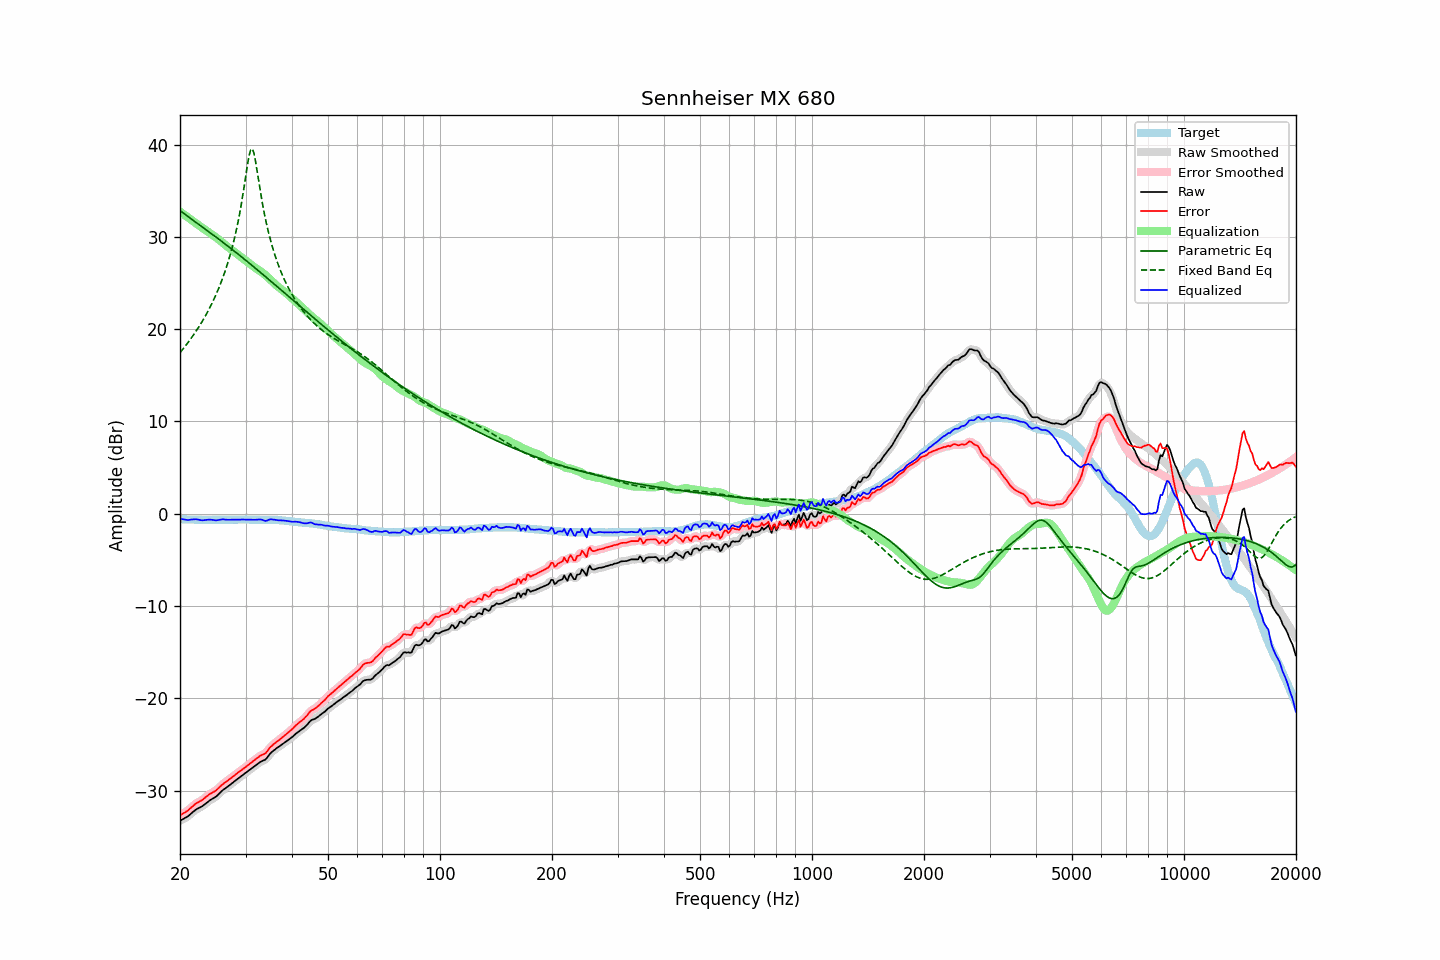 Sennheiser MX 680
Amplitude (dBr)
40
30
20
10
0
−10
−20
−30
Target
Raw Smoothed
Error Smoothed
Raw
Error
Equalization
Parametric Eq
Fixed Band Eq
Equalized
20 50 100 200 500 1000 2000 5000 10000 20000
Frequency (Hz)